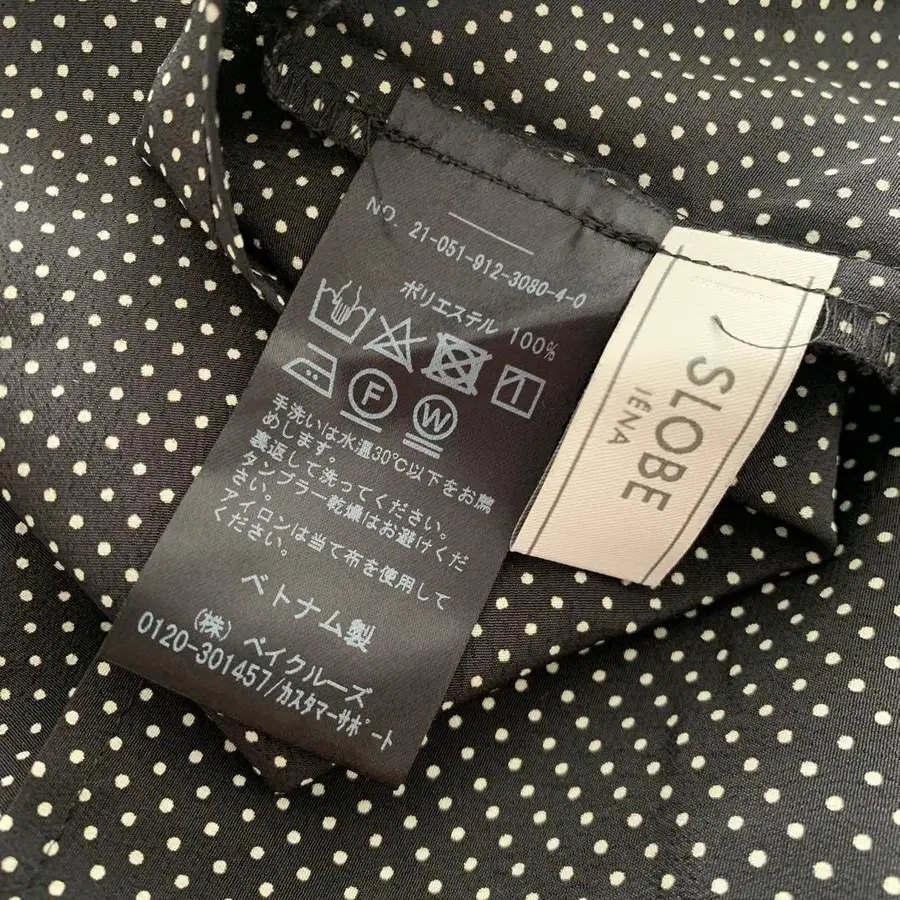 NO. 21-051-912-3080-4-0
ポリエステル 100%
F
W
手洗いは水温30℃以下をお薦
めします。
裏返して洗ってください。
タンブラー乾燥はお避けくだ
さい。
アイロンは当て布を使用して
ください。
ベトナム製
(株) ベイクルーズ
0120-301457/カスタマーサポート
SLOBE
IÉNA